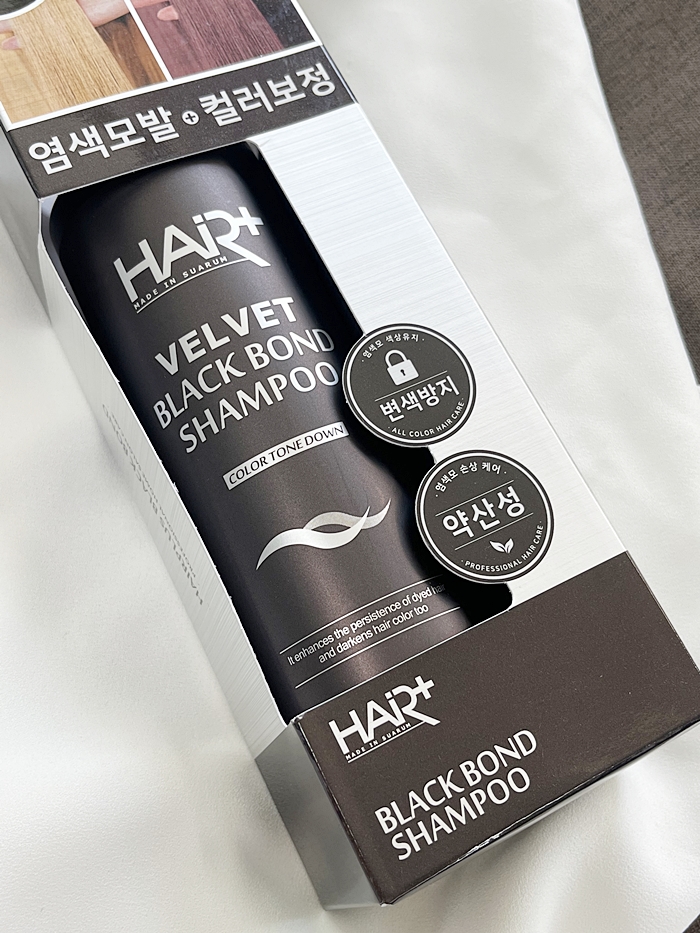 염색모발 + 컬러보정
HAiR+
MADE IN SUARUM
VELVET
BLACK BOND
SHAMPOO
COLOR TONE DOWN
It enhances the persistence of dyed hair
and darkens hair color too
· 염색모 색상유지 ·
변색방지
· ALL COLOR HAIR CARE ·
· 염색모 손상 케어 ·
약산성
· PROFESSIONAL HAIR CARE ·
HAiR+
MADE IN SUARUM
BLACK BOND
SHAMPOO